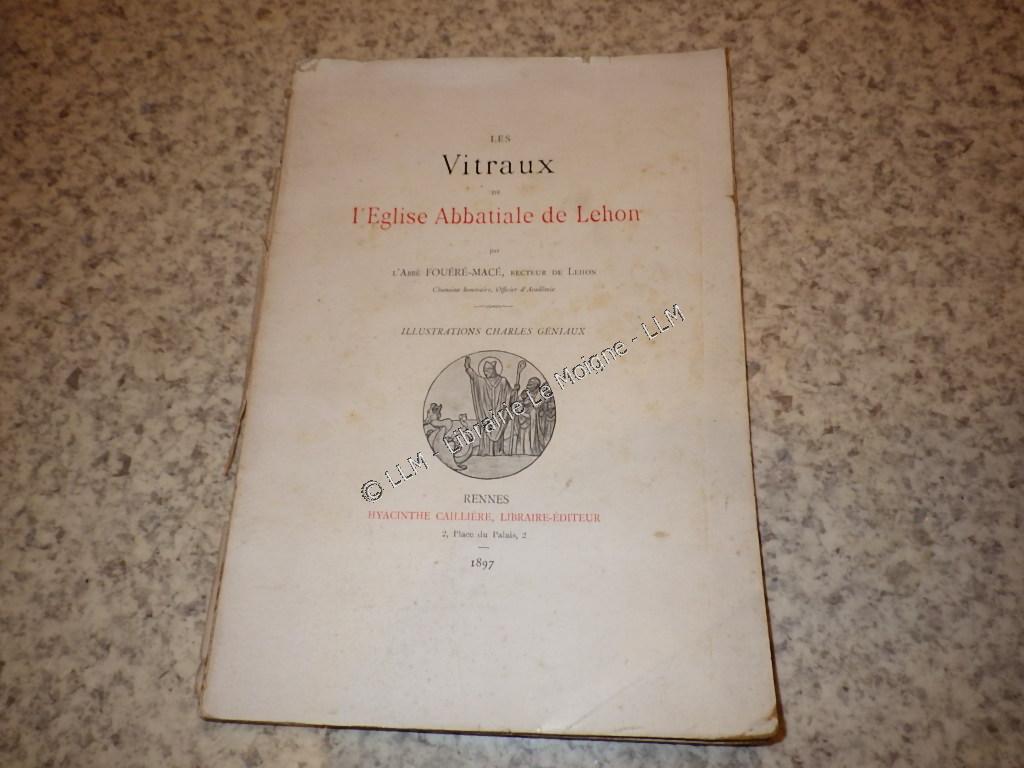 LES
Vitraux
DE
l'Eglise Abbatiale de Lehon
par
L'ABBÉ FOUÉRÉ-MACÉ, RECTEUR DE LEHON
Chanoine honoraire, Officier d'Académie
ILLUSTRATIONS CHARLES GÉNIAUX
© LLM - Librairie Le Moigne - LLM
RENNES
HYACINTHE CAILLIÈRE, LIBRAIRE-ÉDITEUR
2, Place du Palais, 2
1897